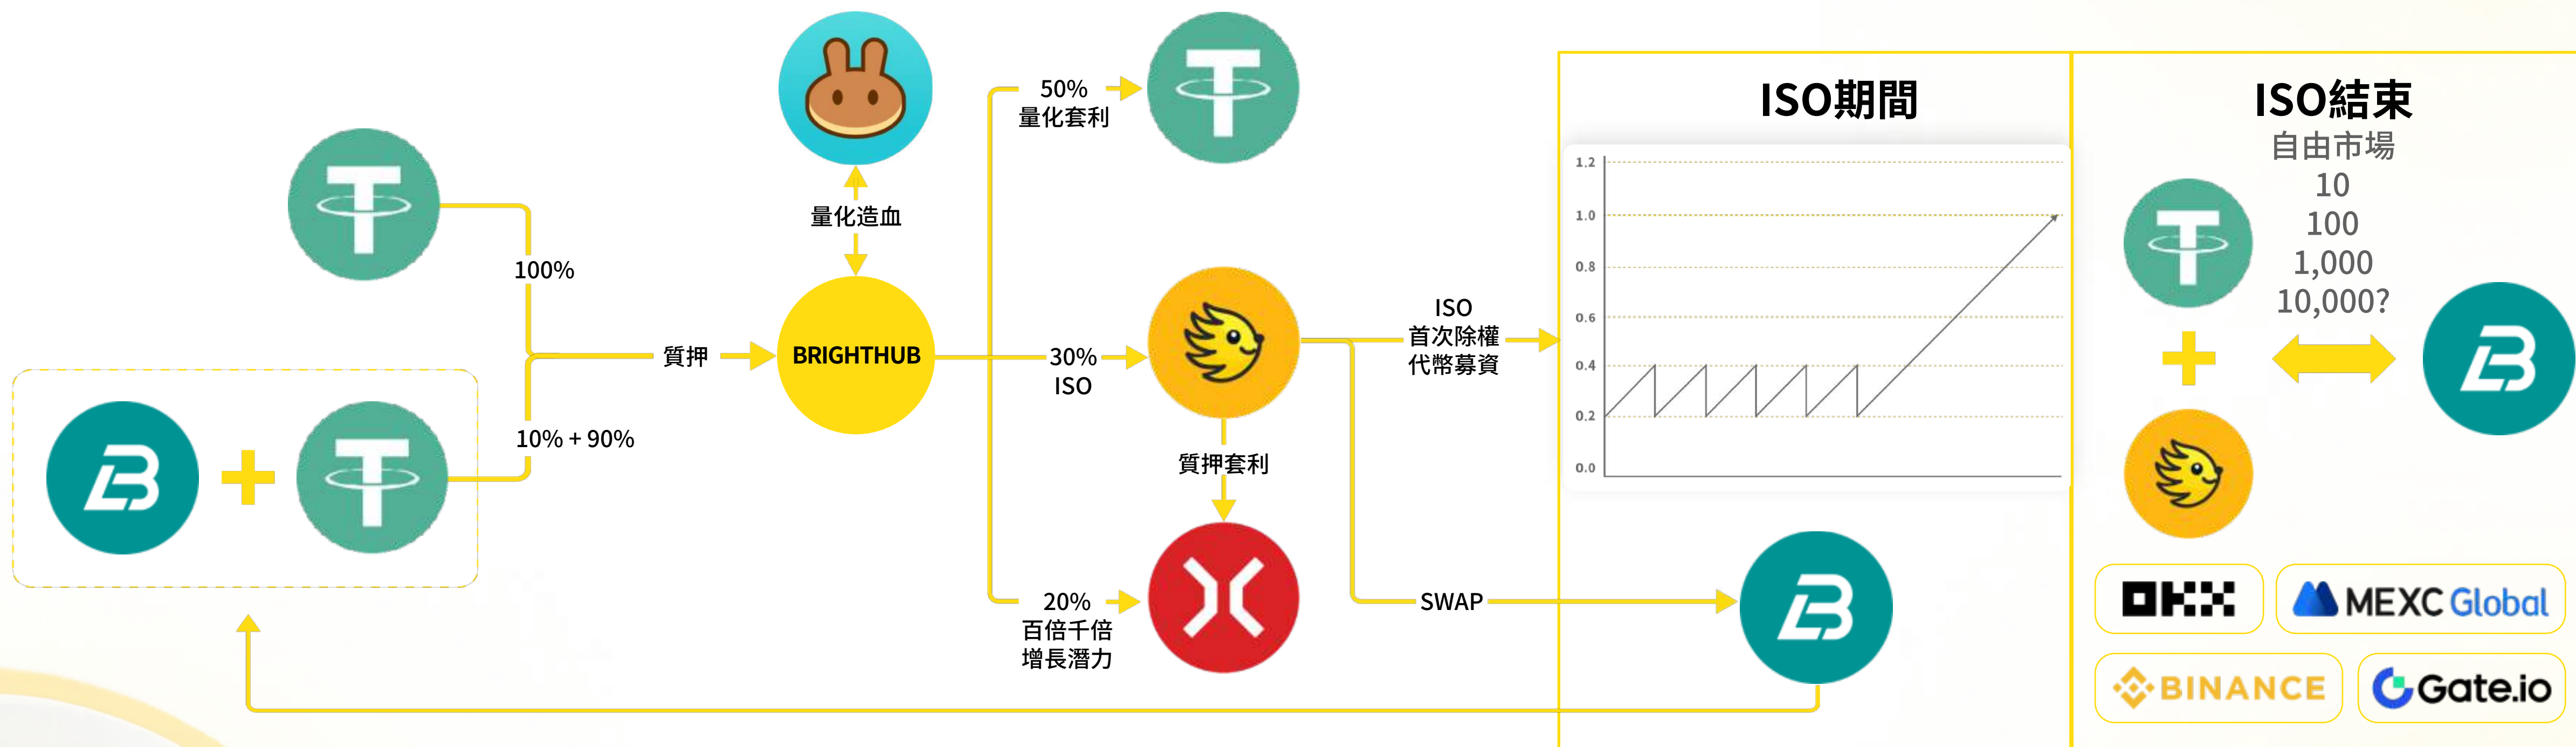 100%
10% + 90%
質押
量化造血
BRIGHTHUB
50%
量化套利
30%
ISO
20%
百倍千倍
增長潛力
質押套利
ISO
首次除權
代幣募資
SWAP
ISO期間
1.2
1.0
0.8
0.6
0.4
0.2
0.0
ISO結束
自由市場
10
100
1,000
10,000?
OKX
MEXC Global
BINANCE
Gate.io